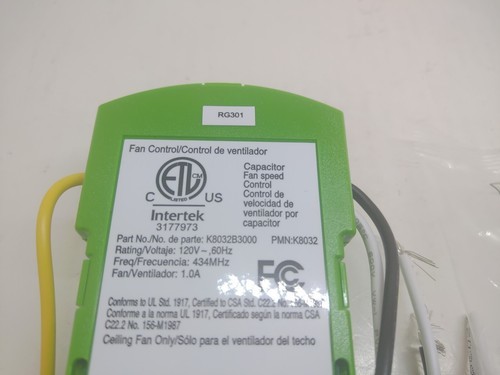 RG301
Fan Control/Control de ventilador
ETL CM
LISTED
C US
Intertek
3177973
Capacitor
Fan speed
Control
Control de
velocidad de
ventilador por
capacitor
Part No./No. de parte: K8032B3000 PMN:K8032
Rating/Voltaje: 120V~,60Hz
Freq/Frecuencia: 434MHz
Fan/Ventilador: 1.0A
FC
Conforms to UL Std. 1917, Certified to CSA Std. C22.2
Conforme a la norma UL 1917, Certificado según la norma CSA
C22.2 No. 156-M1987
Ceiling Fan Only/Sólo para el ventilador del techo